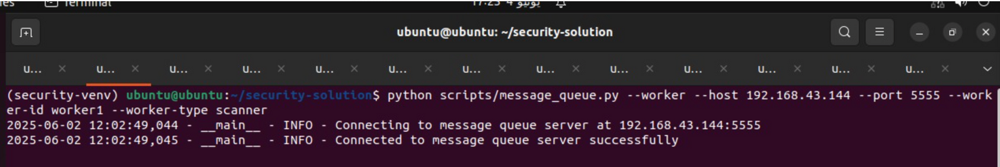 Terminal
17:23 4 يونيو
ubuntu@ubuntu: ~/security-solution
u... u... u... u... u... u... u... u... u... u... u... u... u...
(security-venv) ubuntu@ubuntu:~/security-solution$ python scripts/message_queue.py --worker --host 192.168.43.144 --port 5555 --work
er-id worker1 --worker-type scanner
2025-06-02 12:02:49,044 - __main__ - INFO - Connecting to message queue server at 192.168.43.144:5555
2025-06-02 12:02:49,045 - __main__ - INFO - Connected to message queue server successfully